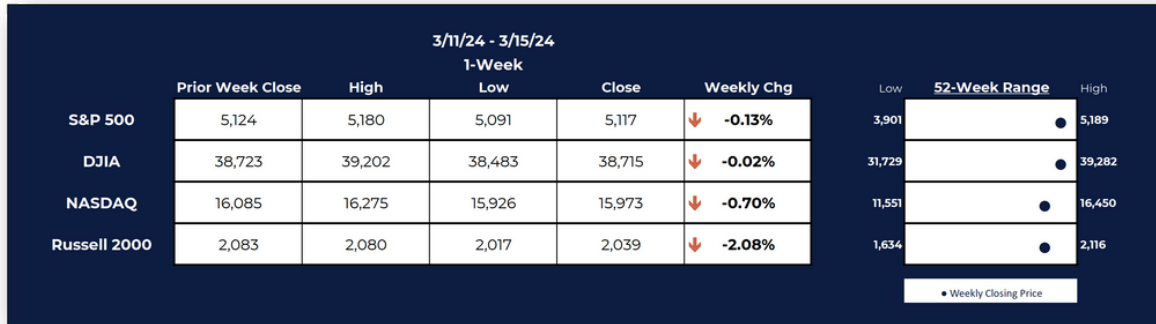 3/11/24 - 3/15/24
1-Week
Prior Week Close High Low Close Weekly Chg Low 52-Week Range High
S&P 500 5,124 5,180 5,091 5,117 -0.13% 3,901 5,189
DJIA 38,723 39,202 38,483 38,715 -0.02% 31,729 39,282
NASDAQ 16,085 16,275 15,926 15,973 -0.70% 11,551 16,450
Russell 2000 2,083 2,080 2,017 2,039 -2.08% 1,634 2,116
● Weekly Closing Price